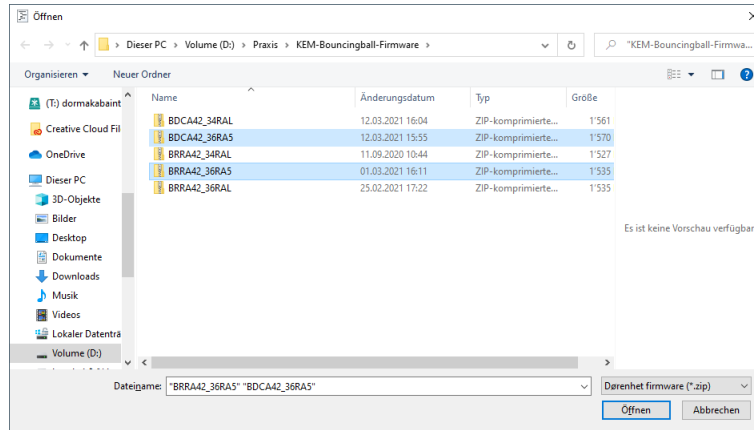 Öffnen
Dieser PC › Volume (D:) › Praxis › KEM-Bouncingball-Firmware ›
"KEM-Bouncingball-Firmwa...
Organisieren
Neuer Ordner
(T:) dormakabaint
Creative Cloud Fil
OneDrive
Dieser PC
3D-Objekte
Bilder
Desktop
Dokumente
Downloads
Musik
Videos
Lokaler Datenträ
Volume (D:)
Name Änderungsdatum Typ Größe
BDCA42_34RAL 12.03.2021 16:04 ZIP-komprimierte... 1'561
BDCA42_36RA5 12.03.2021 15:55 ZIP-komprimierte... 1'570
BRRA42_34RAL 11.09.2020 10:44 ZIP-komprimierte... 1'527
BRRA42_36RA5 01.03.2021 16:11 ZIP-komprimierte... 1'535
BRRA42_36RAL 25.02.2021 17:22 ZIP-komprimierte... 1'535
Es ist keine Vorschau verfügbar
Dateiname: "BRRA42_36RA5" "BDCA42_36RA5"
Dørenhet firmware (*.zip)
Öffnen
Abbrechen